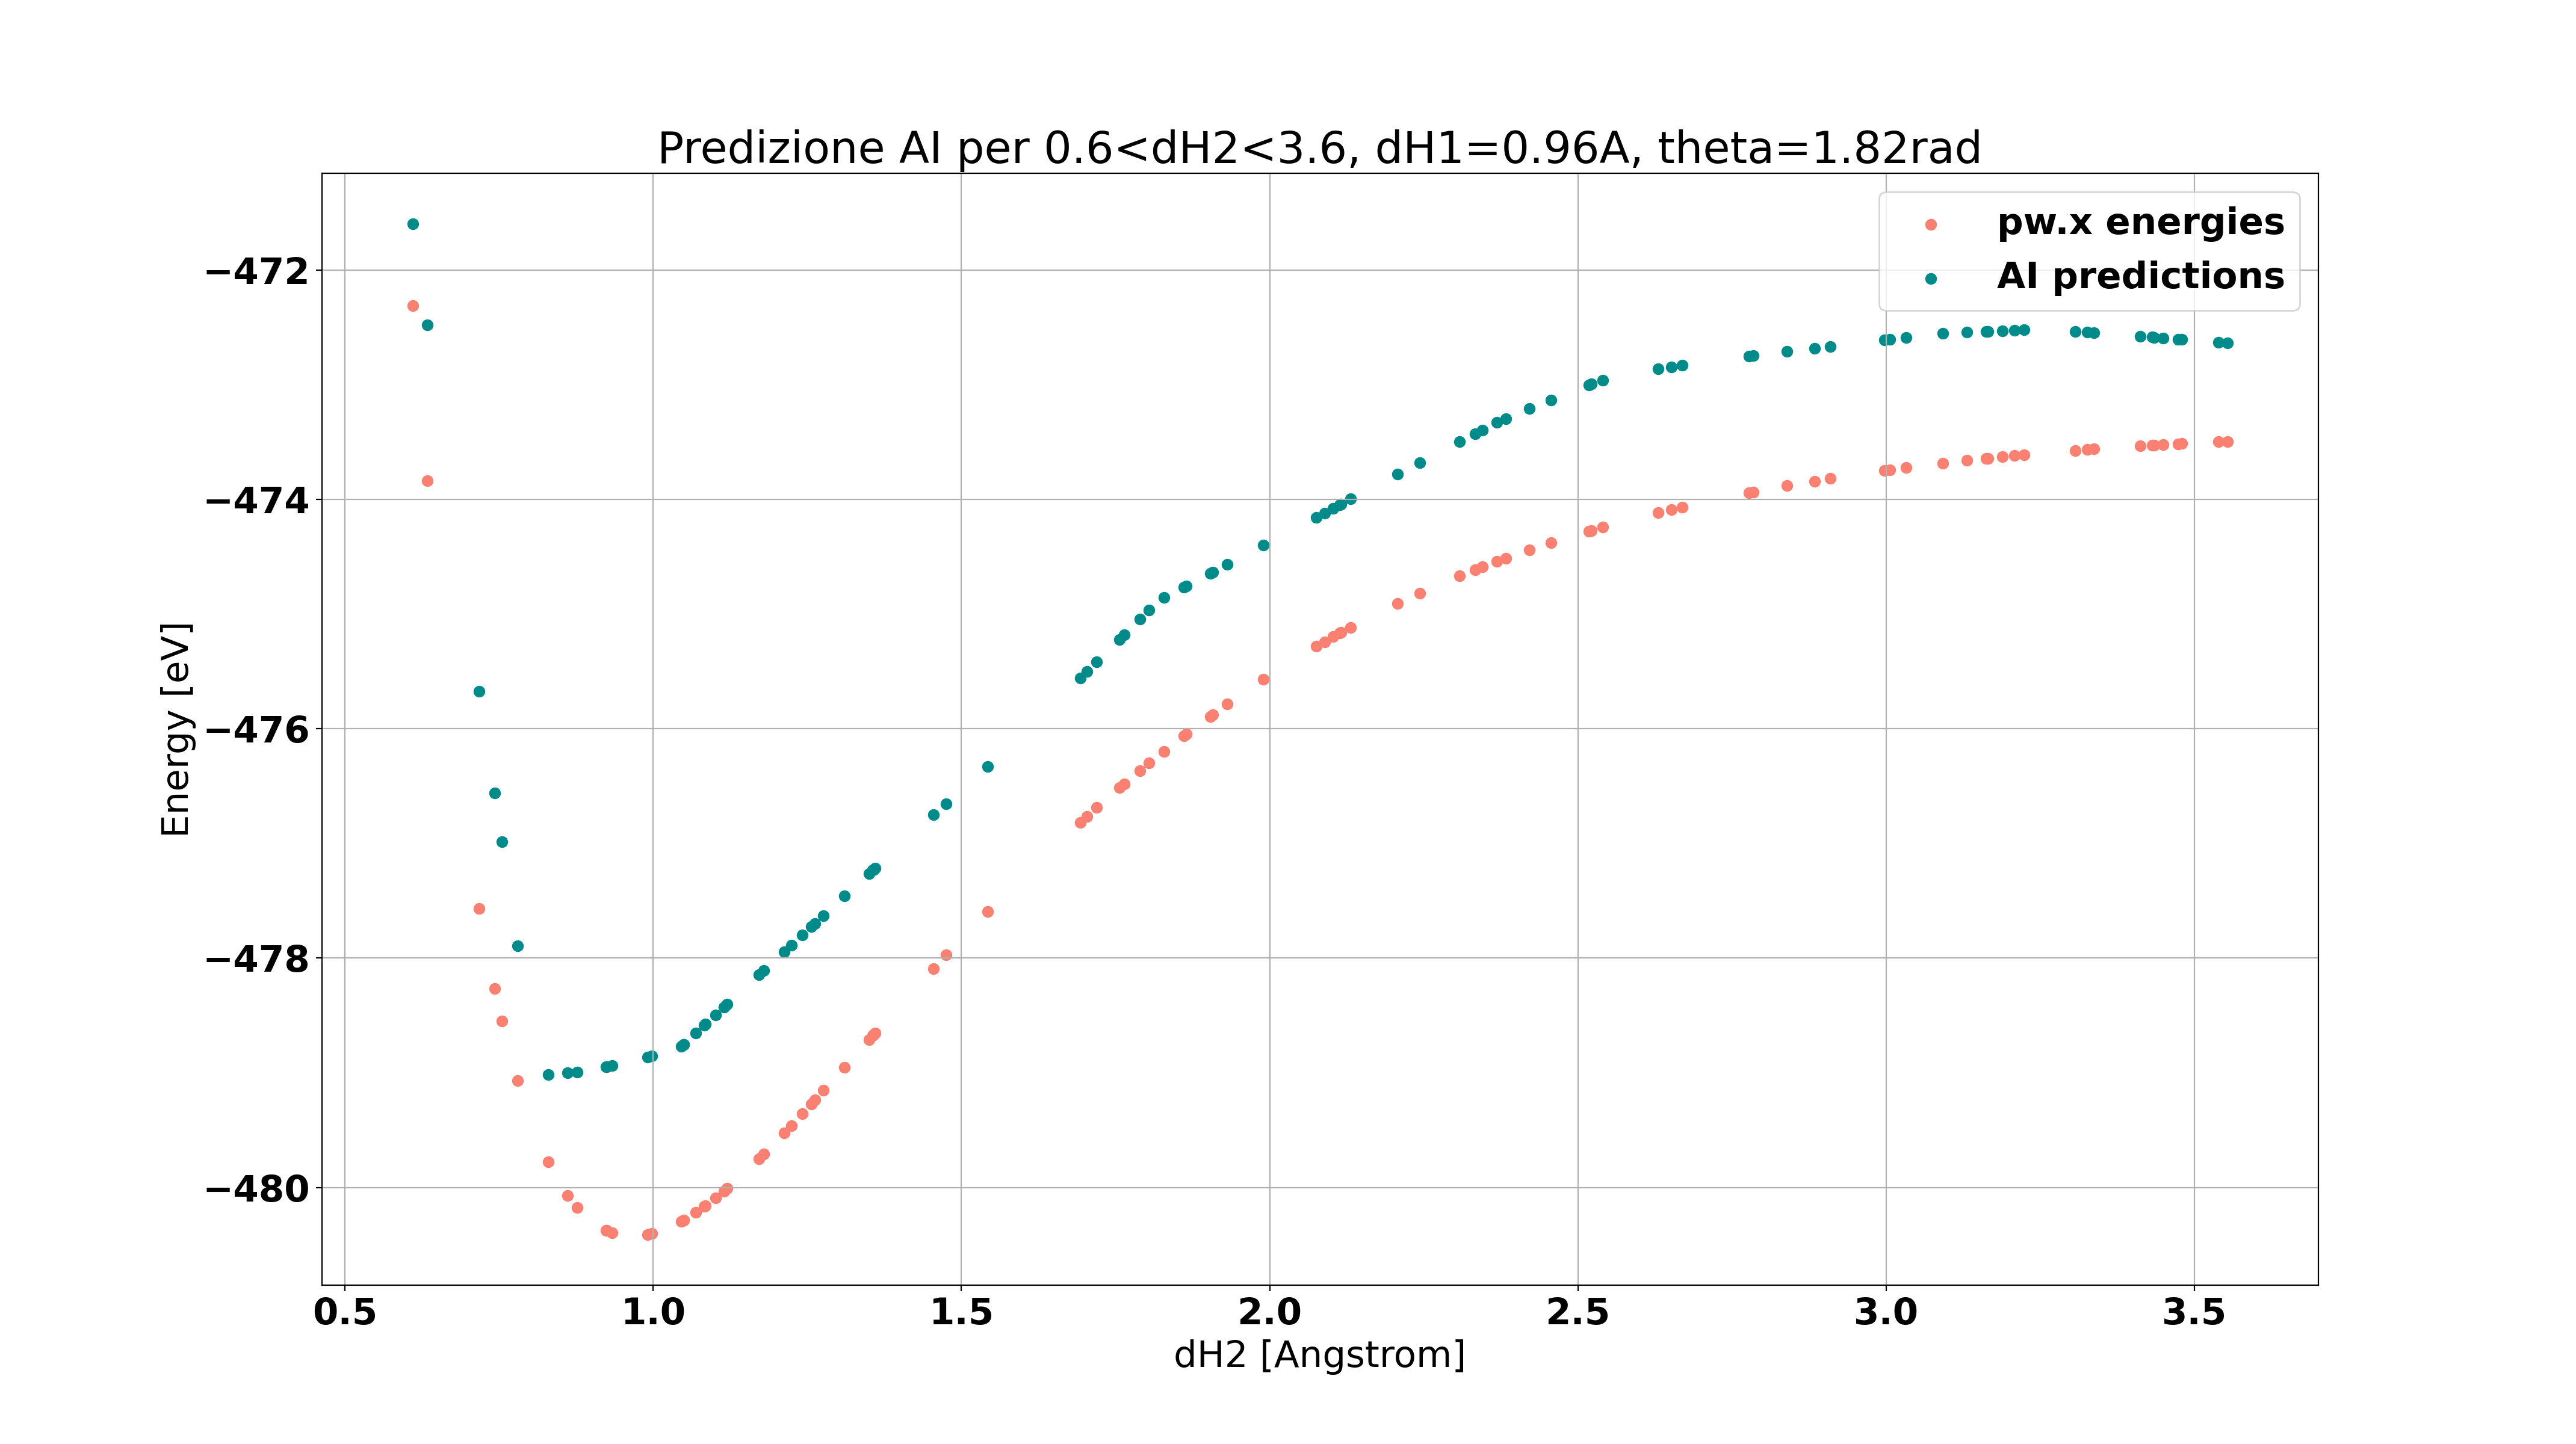 Predizione AI per 0.6<dH2<3.6, dH1=0.96A, theta=1.82rad
pw.x energies
AI predictions
−472
−474
−476
−478
−480
Energy [eV]
0.5 1.0 1.5 2.0 2.5 3.0 3.5
dH2 [Angstrom]